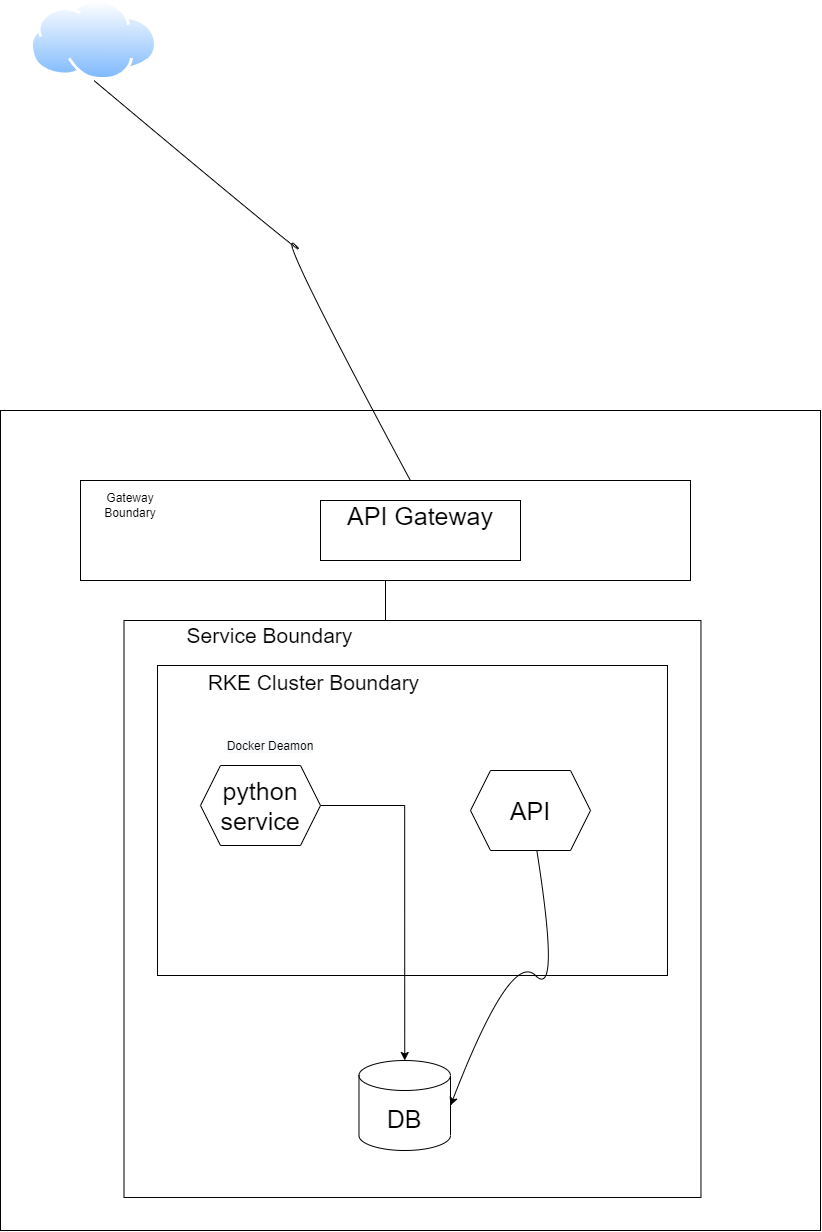 Gateway
Boundary
API Gateway
Service Boundary
RKE Cluster Boundary
Docker Deamon
python
service
API
DB